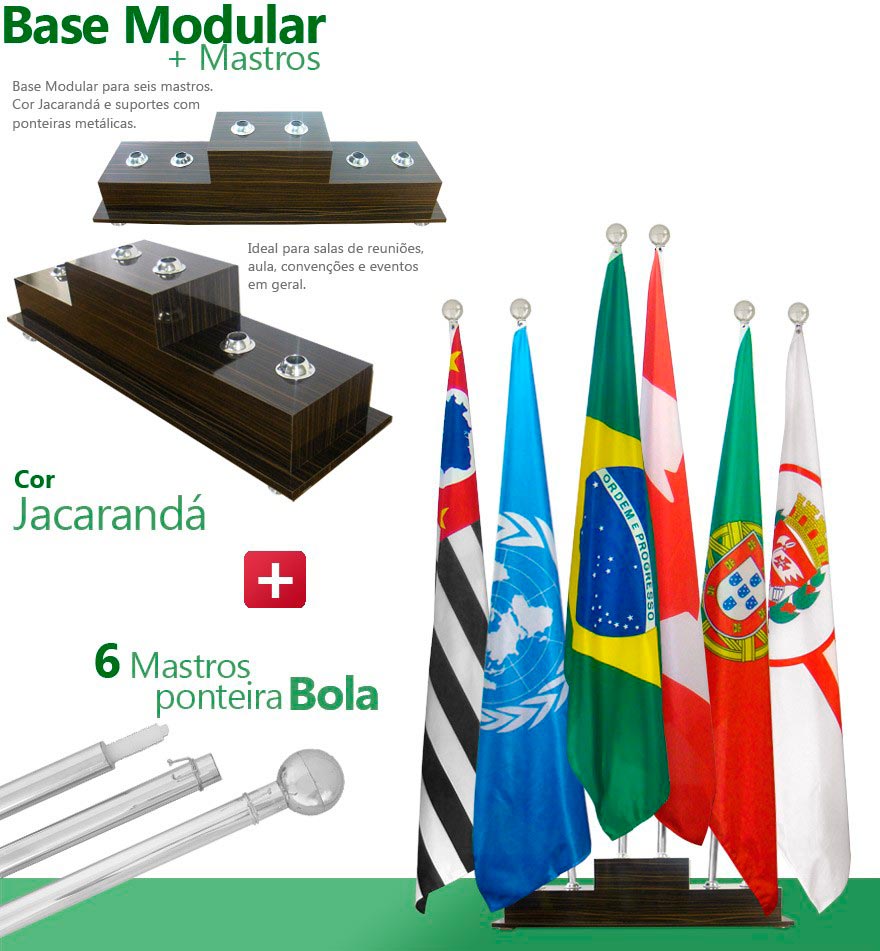 Base Modular
+ Mastros
Base Modular para seis mastros.
Cor Jacarandá e suportes com
ponteiras metálicas.
Ideal para salas de reuniões,
aula, convenções e eventos
em geral.
Cor
Jacarandá
6 Mastros
ponteira Bola
ORDEM E PROGRESSO